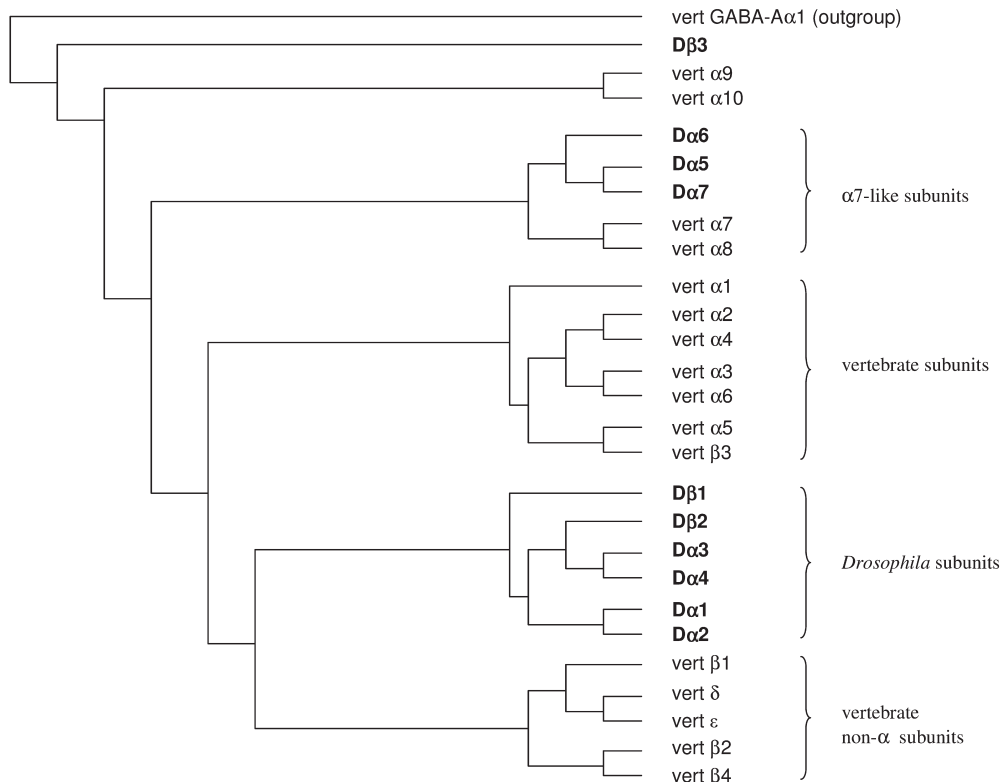 vert GABA-Aα1 (outgroup)
Dβ3
vert α9
vert α10
Dα6
Dα5
Dα7
vert α7
vert α8
α7-like subunits
vert α1
vert α2
vert α4
vert α3
vert α6
vert α5
vert β3
vertebrate subunits
Dβ1
Dβ2
Dα3
Dα4
Dα1
Dα2
Drosophila subunits
vert β1
vert δ
vert ε
vert β2
vert β4
vertebrate
non-α subunits